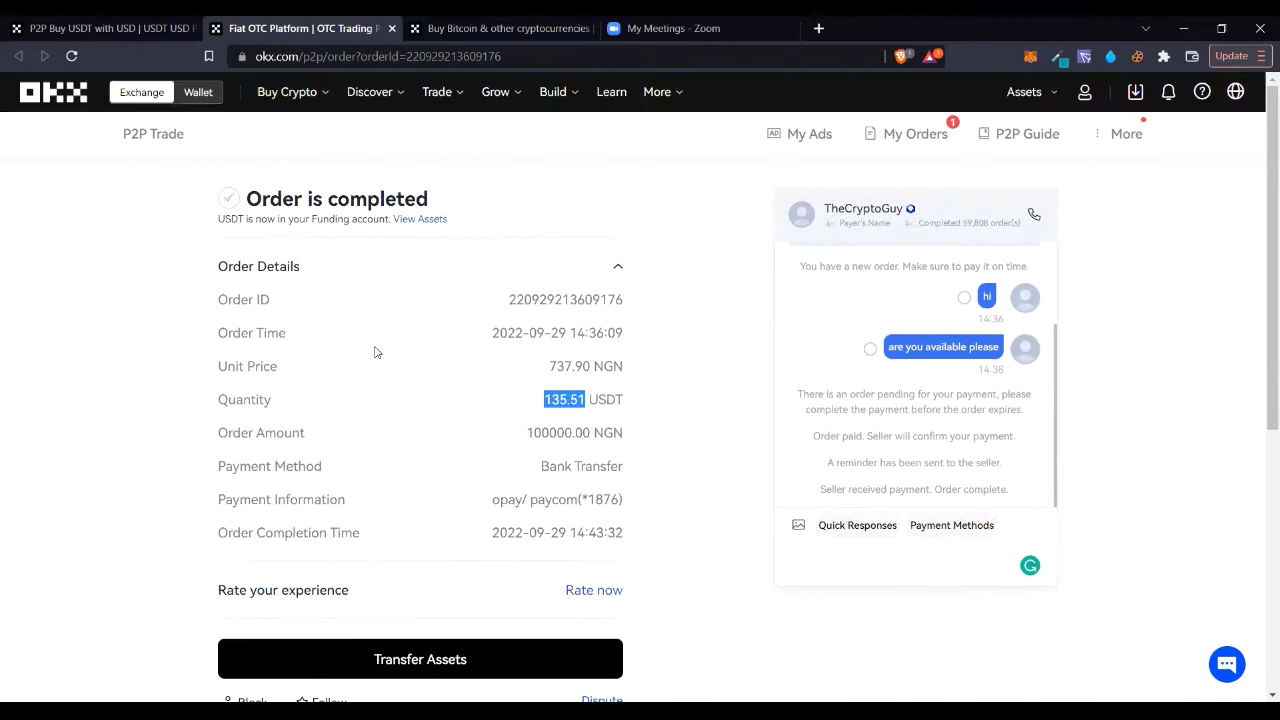 P2P Buy USDT with USD | USDT USD P
Fiat OTC Platform | OTC Trading P
Buy Bitcoin & other cryptocurrencies
My Meetings - Zoom
okx.com/p2p/order?orderId=220929213609176
Update
OKX
Exchange
Wallet
Buy Crypto
Discover
Trade
Grow
Build
Learn
More
Assets
P2P Trade
My Ads
My Orders
1
P2P Guide
More
Order is completed
USDT is now in your Funding account. View Assets
Order Details
Order ID 220929213609176
Order Time 2022-09-29 14:36:09
Unit Price 737.90 NGN
Quantity 135.51 USDT
Order Amount 100000.00 NGN
Payment Method Bank Transfer
Payment Information opay/ paycom(*1876)
Order Completion Time 2022-09-29 14:43:32
Rate your experience Rate now
Transfer Assets
Block Follow Dispute
TheCryptoGuy
Payer's Name Completed 59,808 order(s)
You have a new order. Make sure to pay it on time.
hi
14:36
are you available please
14:38
There is an order pending for your payment, please
complete the payment before the order expires.
Order paid. Seller will confirm your payment.
A reminder has been sent to the seller.
Seller received payment. Order complete.
Quick Responses Payment Methods